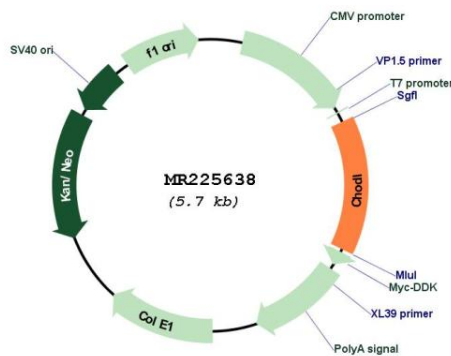 CMV promoter
VP1.5 primer
T7 promoter
SgfI
Chodl
MluI
Myc-DDK
XL39 primer
PolyA signal
Col E1
Kan/Neo
SV40 ori
f1 ori
MR225638
(5.7 kb)